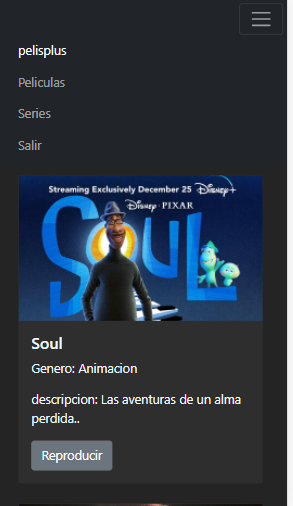 pelisplus
Peliculas
Series
Salir
Streaming Exclusively December 25 Disney+
Disney · PIXAR
SOUL
Soul
Genero: Animacion
descripcion: Las aventuras de un alma
perdida..
Reproducir